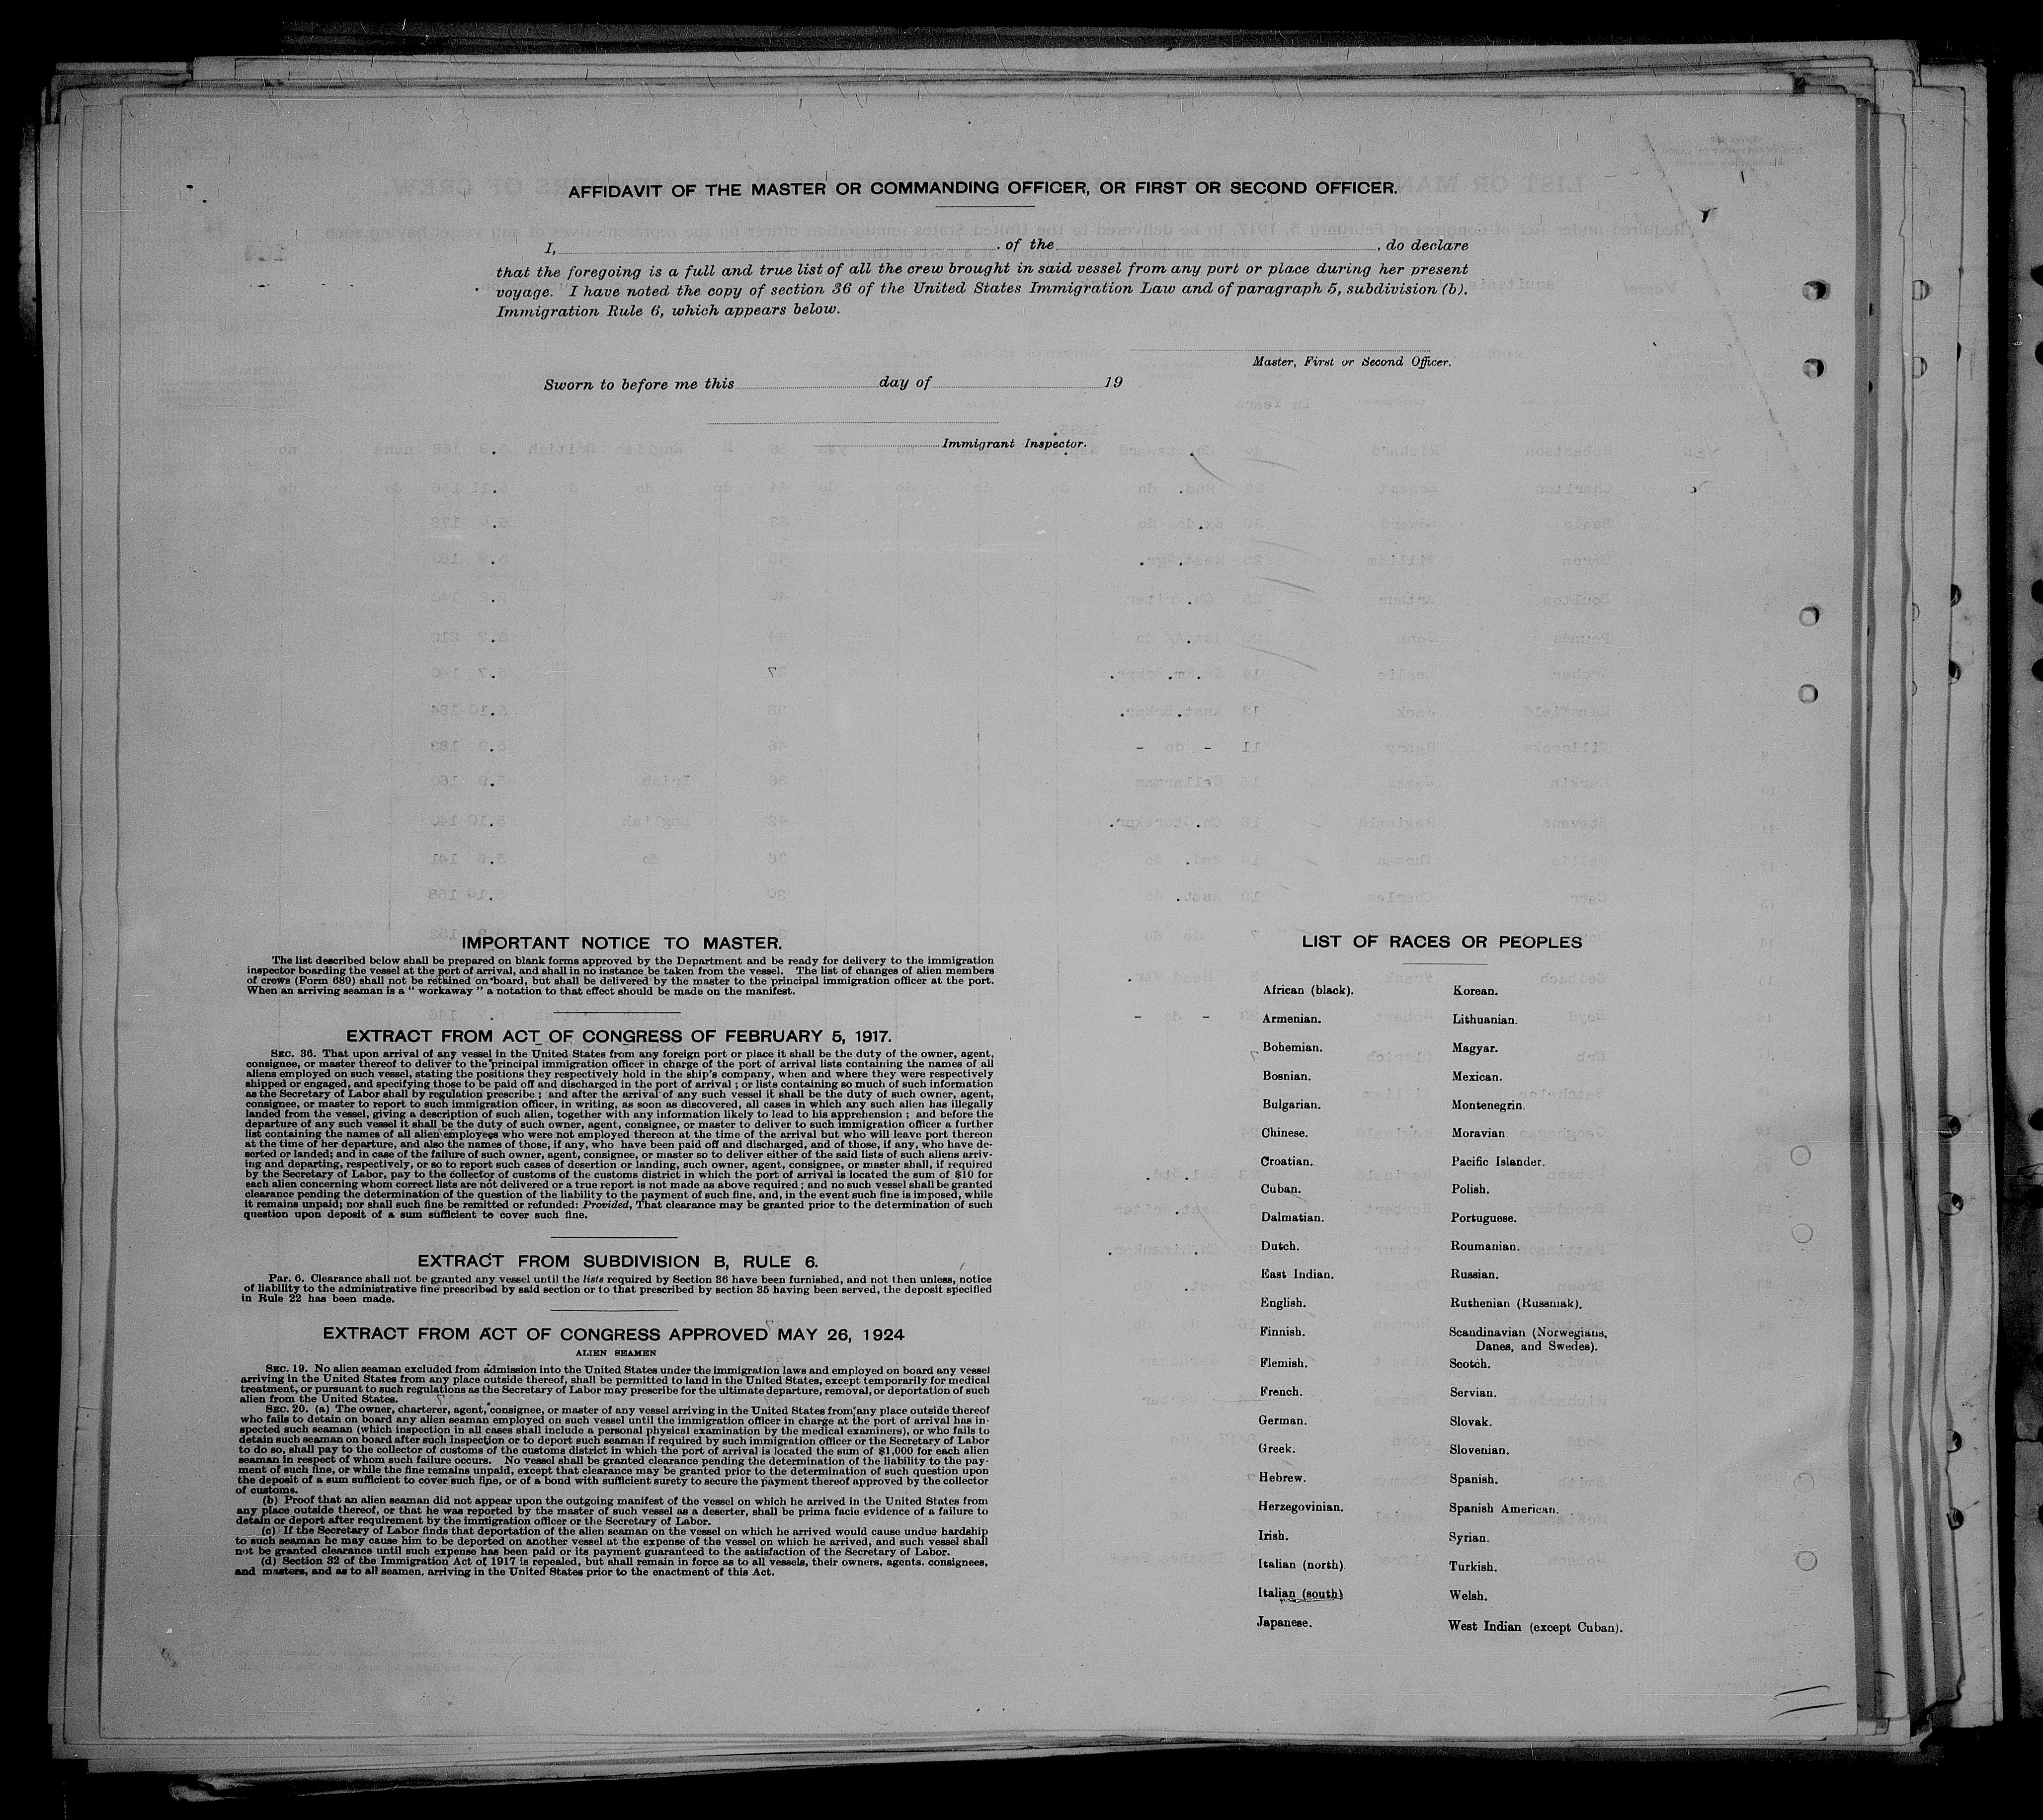 AFFIDAVIT OF THE MASTER OR COMMANDING OFFICER, OR FIRST OR SECOND OFFICER.
I, , of the , do declare
that the foregoing is a full and true list of all the crew brought in said vessel from any port or place during her present
voyage. I have noted the copy of section 36 of the United States Immigration Law and of paragraph 5, subdivision (b).
Immigration Rule 6, which appears below.
Master, First or Second Officer.
Sworn to before me this day of 19
Immigrant Inspector.
IMPORTANT NOTICE TO MASTER.
The list described below shall be prepared on blank forms approved by the Department and be ready for delivery to the immigration
inspector boarding the vessel at the port of arrival, and shall in no instance be taken from the vessel. The list of changes of alien members
of crews (Form 689) shall not be retained on board, but shall be delivered by the master to the principal immigration officer at the port.
When an arriving seaman is a " workaway " a notation to that effect should be made on the manifest.
EXTRACT FROM ACT OF CONGRESS OF FEBRUARY 5, 1917.
SEC. 36. That upon arrival of any vessel in the United States from any foreign port or place it shall be the duty of the owner, agent,
consignee, or master thereof to deliver to the principal immigration officer in charge of the port of arrival lists containing the names of all
aliens employed on such vessel, stating the positions they respectively hold in the ship's company, when and where they were respectively
shipped or engaged, and specifying those to be paid off and discharged in the port of arrival ; or lists containing so much of such information
as the Secretary of Labor shall by regulation prescribe ; and after the arrival of any such vessel it shall be the duty of such owner, agent,
consignee, or master to report to such immigration officer, in writing, as soon as discovered, all cases in which any such alien has illegally
landed from the vessel, giving a description of such alien, together with any information likely to lead to his apprehension ; and before the
departure of any such vessel it shall be the duty of such owner, agent, consignee, or master to deliver to such immigration officer a further
list containing the names of all alien employees who were not employed thereon at the time of the arrival but who will leave port thereon
at the time of her departure, and also the names of those, if any, who have been paid off and discharged, and of those, if any, who have de-
serted or landed; and in case of the failure of such owner, agent, consignee, or master so to deliver either of the said lists of such aliens arriv-
ing and departing, respectively, or so to report such cases of desertion or landing, such owner, agent, consignee, or master shall, if required
by the Secretary of Labor, pay to the collector of customs of the customs district in which the port of arrival is located the sum of $10 for
each alien concerning whom correct lists are not delivered or a true report is not made as above required ; and no such vessel shall be granted
clearance pending the determination of the question of the liability to the payment of such fine, and, in the event such fine is imposed, while
it remains unpaid; nor shall such fine be remitted or refunded: Provided, That clearance may be granted prior to the determination of such
question upon deposit of a sum sufficient to cover such fine.
EXTRACT FROM SUBDIVISION B, RULE 6.
Par. 6. Clearance shall not be granted any vessel until the lists required by Section 36 have been furnished, and not then unless, notice
of liability to the administrative fine prescribed by said section or to that prescribed by section 35 having been served, the deposit specified
in Rule 22 has been made.
EXTRACT FROM ACT OF CONGRESS APPROVED MAY 26, 1924
ALIEN SEAMEN
SEC. 19. No alien seaman excluded from admission into the United States under the immigration laws and employed on board any vessel
arriving in the United States from any place outside thereof, shall be permitted to land in the United States, except temporarily for medical
treatment, or pursuant to such regulations as the Secretary of Labor may prescribe for the ultimate departure, removal, or deportation of such
alien from the United States.
SEC. 20. (a) The owner, charterer, agent, consignee, or master of any vessel arriving in the United States from any place outside thereof
who fails to detain on board any alien seaman employed on such vessel until the immigration officer in charge at the port of arrival has in-
spected such seaman (which inspection in all cases shall include a personal physical examination by the medical examiners), or who fails to
detain such seaman on board after such inspection or to deport such seaman if required by such immigration officer or the Secretary of Labor
to do so, shall pay to the collector of customs of the customs district in which the port of arrival is located the sum of $1,000 for each alien
seaman in respect of whom such failure occurs. No vessel shall be granted clearance pending the determination of the liability to the pay-
ment of such fine, or while the fine remains unpaid, except that clearance may be granted prior to the determination of such question upon
the deposit of a sum sufficient to cover such fine, or of a bond with sufficient surety to secure the payment thereof approved by the collector
of customs.
(b) Proof that an alien seaman did not appear upon the outgoing manifest of the vessel on which he arrived in the United States from
any place outside thereof, or that he was reported by the master of such vessel as a deserter, shall be prima facie evidence of a failure to
detain or deport after requirement by the immigration officer or the Secretary of Labor.
(c) If the Secretary of Labor finds that deportation of the alien seaman on the vessel on which he arrived would cause undue hardship
to such seaman he may cause him to be deported on another vessel at the expense of the vessel on which he arrived, and such vessel shall
not be granted clearance until such expense has been paid or its payment guaranteed to the satisfaction of the Secretary of Labor.
(d) Section 32 of the Immigration Act of 1917 is repealed, but shall remain in force as to all vessels, their owners, agents, consignees,
and masters, and as to all seamen, arriving in the United States prior to the enactment of this Act.
LIST OF RACES OR PEOPLES
African (black). Korean.
Armenian. Lithuanian.
Bohemian. Magyar.
Bosnian. Mexican.
Bulgarian. Montenegrin.
Chinese. Moravian
Croatian. Pacific Islander.
Cuban. Polish.
Dalmatian. Portuguese.
Dutch. Roumanian.
East Indian. Russian.
English. Ruthenian (Russniak).
Finnish. Scandinavian (Norwegians,
Danes, and Swedes).
Flemish. Scotch.
French. Servian.
German. Slovak.
Greek. Slovenian.
Hebrew. Spanish.
Herzegovinian. Spanish American.
Irish. Syrian.
Italian (north). Turkish.
Italian (south) Welsh.
Japanese. West Indian (except Cuban).